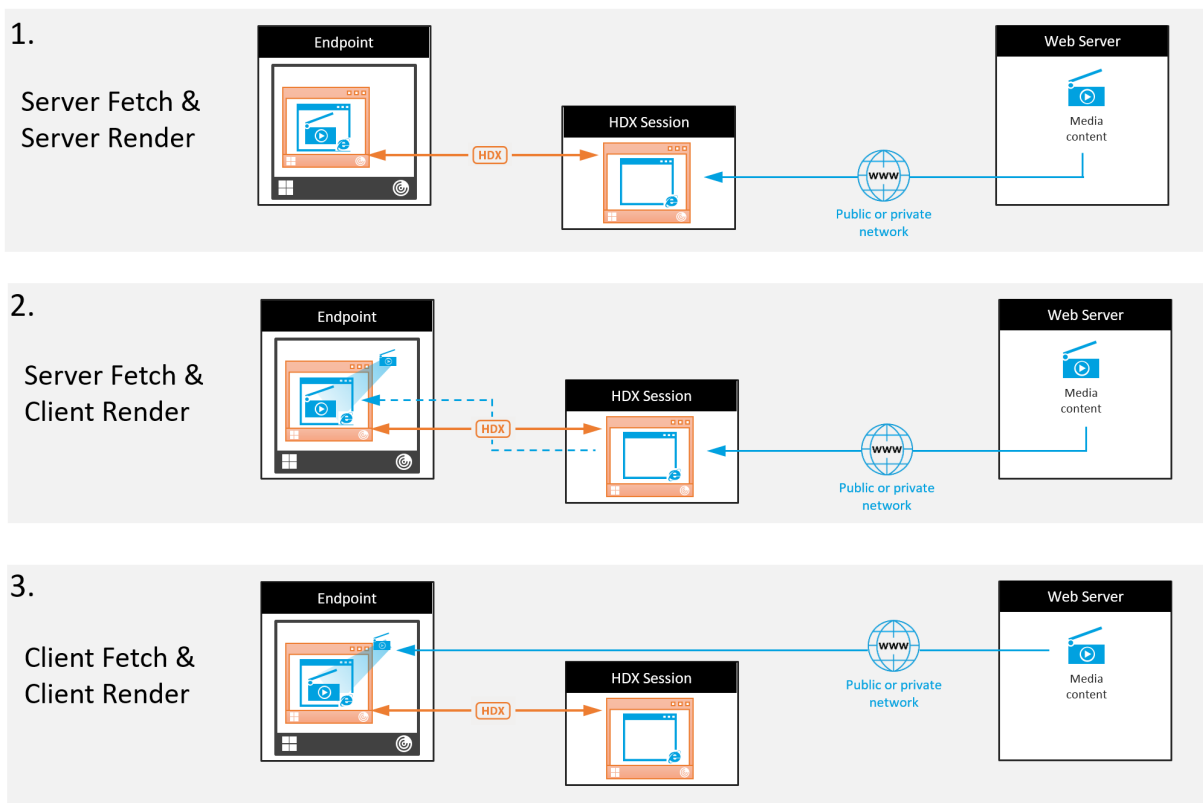 1.
Server Fetch &
Server Render
Endpoint
HDX
HDX Session
www
Public or private
network
Web Server
Media
content
2.
Server Fetch &
Client Render
Endpoint
HDX
HDX Session
www
Public or private
network
Web Server
Media
content
3.
Client Fetch &
Client Render
Endpoint
HDX
HDX Session
www
Public or private
network
Web Server
Media
content